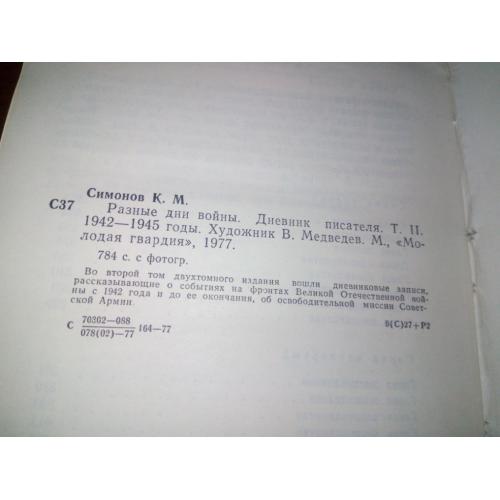 Симонов К. М.
С37 Разные дни войны. Дневник писателя. Т. II.
1942—1945 годы. Художник В. Медведев. М., «Мо-
лодая гвардия», 1977.
784 с. с фотогр.
Во второй том двухтомного издания вошли дневниковые записи,
рассказывающие о событиях на фронтах Великой Отечественной вой-
ны с 1942 года и до ее окончания, об освободительной миссии Совет-
ской Армии.
С 70302—088 164—77 9(С)27+Р2
078(02)—77